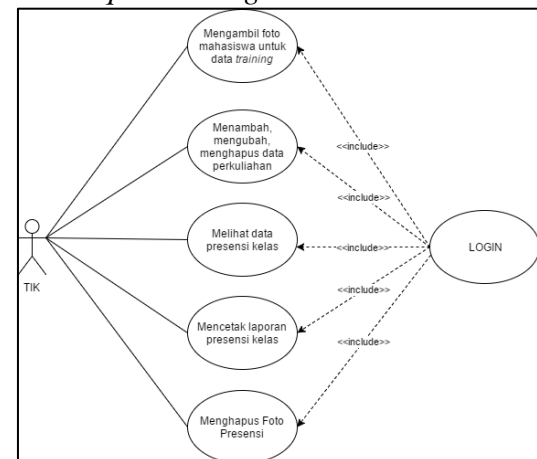 Mengambil foto
mahasiswa untuk
data training
<<include>>
Menambah,
mengubah,
menghapus data
perkuliahan
<<include>>
Melihat data
presensi kelas
<<include>>
LOGIN
TIK
<<include>>
Mencetak laporan
presensi kelas
<<include>>
Menghapus Foto
Presensi